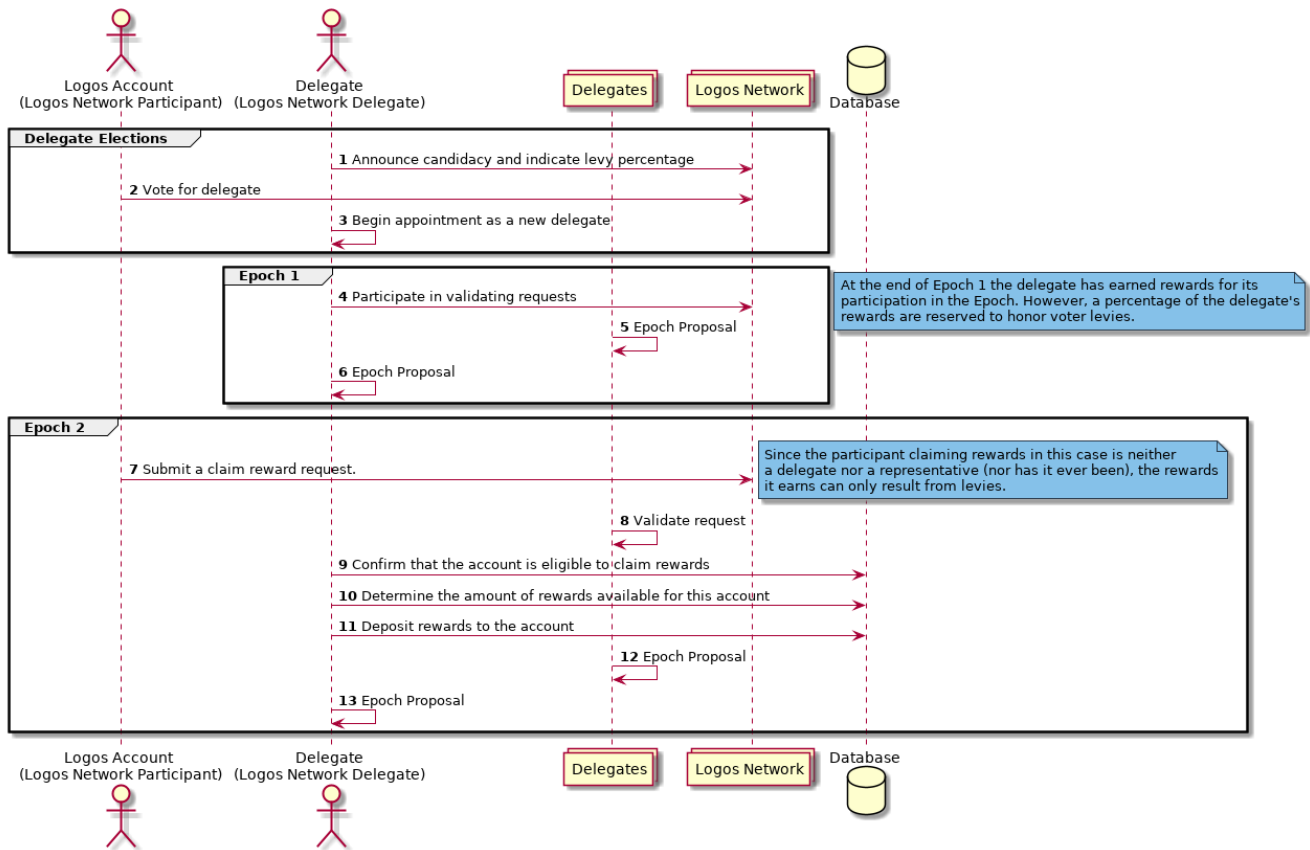 Logos Account
(Logos Network Participant)
Delegate
(Logos Network Delegate)
Delegates
Logos Network
Database
Delegate Elections
1 Announce candidacy and indicate levy percentage
2 Vote for delegate
3 Begin appointment as a new delegate
Epoch 1
At the end of Epoch 1 the delegate has earned rewards for its
participation in the Epoch. However, a percentage of the delegate's
rewards are reserved to honor voter levies.
4 Participate in validating requests
5 Epoch Proposal
6 Epoch Proposal
Epoch 2
7 Submit a claim reward request.
Since the participant claiming rewards in this case is neither
a delegate nor a representative (nor has it ever been), the rewards
it earns can only result from levies.
8 Validate request
9 Confirm that the account is eligible to claim rewards
10 Determine the amount of rewards available for this account
11 Deposit rewards to the account
12 Epoch Proposal
13 Epoch Proposal
Logos Account
(Logos Network Participant)
Delegate
(Logos Network Delegate)
Delegates
Logos Network
Database